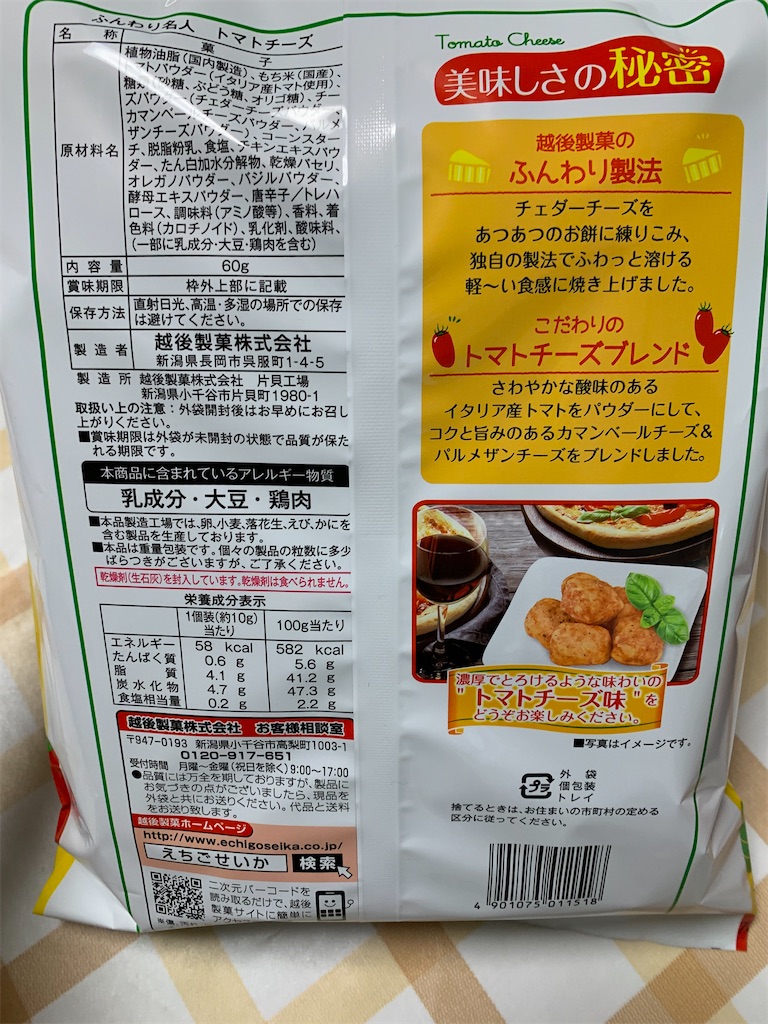 ふんわり名人 トマトチーズ
名 称 菓 子
原材料名
植物油脂(国内製造)、もち米(国産)、
トマトパウダー(イタリア産トマト使用)、
砂糖、ぶどう糖、オリゴ糖)、チー
カマンベールチーズパウダー、
ザンチーズパウダー)、コーンスター
チ、脱脂粉乳、食塩、チキンエキスパウ
ダー、たん白加水分解物、乾燥パセリ、
オレガノパウダー、バジルパウダー、
酵母エキスパウダー、唐辛子/トレハ
ロース、調味料(アミノ酸等)、香料、着
色料(カロチノイド)、乳化剤、酸味料、
(一部に乳成分・大豆・鶏肉を含む)
内 容 量 60g
賞味期限 枠外上部に記載
保存方法 直射日光、高温・多湿の場所での保存
は避けてください。
製 造 者 越後製菓株式会社
新潟県長岡市呉服町1-4-5
製 造 所 越後製菓株式会社 片貝工場
新潟県小千谷市片貝町1980-1
取扱い上の注意:外袋開封後はお早めにお召し
上がりください。
■賞味期限は外袋が未開封の状態で品質が保た
れる期限です。
本商品に含まれているアレルギー物質
乳成分・大豆・鶏肉
■本品製造工場では、卵、小麦、落花生、えび、かにを
含む製品を生産しております。
■本品は重量包装です。個々の製品の粒数に多少
ばらつきがございますが、ご了承ください。
乾燥剤(生石灰)を封入しています。乾燥剤は食べられません。
栄養成分表示
1個装(約10g)当たり 100g当たり
エネルギー 58 kcal 582 kcal
たんぱく質 0.6 g 5.6 g
脂 質 4.1 g 41.2 g
炭水化物 4.7 g 47.3 g
食塩相当量 0.2 g 2.2 g
越後製菓株式会社 お客様相談室
〒947-0193 新潟県小千谷市高梨町1003-1
0120-917-651
受付時間 月曜~金曜(祝日を除く)9:00~17:00
●品質には万全を期しておりますが、製品に
お気づきの点がございましたら、現品を
外袋と共にお送りください。代品と送料
をお送り致します。
越後製菓ホームページ
http://www.echigoseika.co.jp/
えちごせいか 検索
二次元バーコードを
読み取るだけで、越後
製菓サイトに簡単に
Tomato Cheese
美味しさの秘密
越後製菓の
ふんわり製法
チェダーチーズを
あつあつのお餅に練りこみ、
独自の製法でふわっと溶ける
軽~い食感に焼き上げました。
こだわりの
トマトチーズブレンド
さわやかな酸味のある
イタリア産トマトをパウダーにして、
コクと旨みのあるカマンベールチーズ&
パルメザンチーズをブレンドしました。
濃厚でとろけるような味わいの
"トマトチーズ味"を
どうぞお楽しみください。
■写真はイメージです。
プラ
外 袋
個包装
トレイ
捨てるときは、お住まいの市町村の定める
区分に従ってください。
4 901075 011518